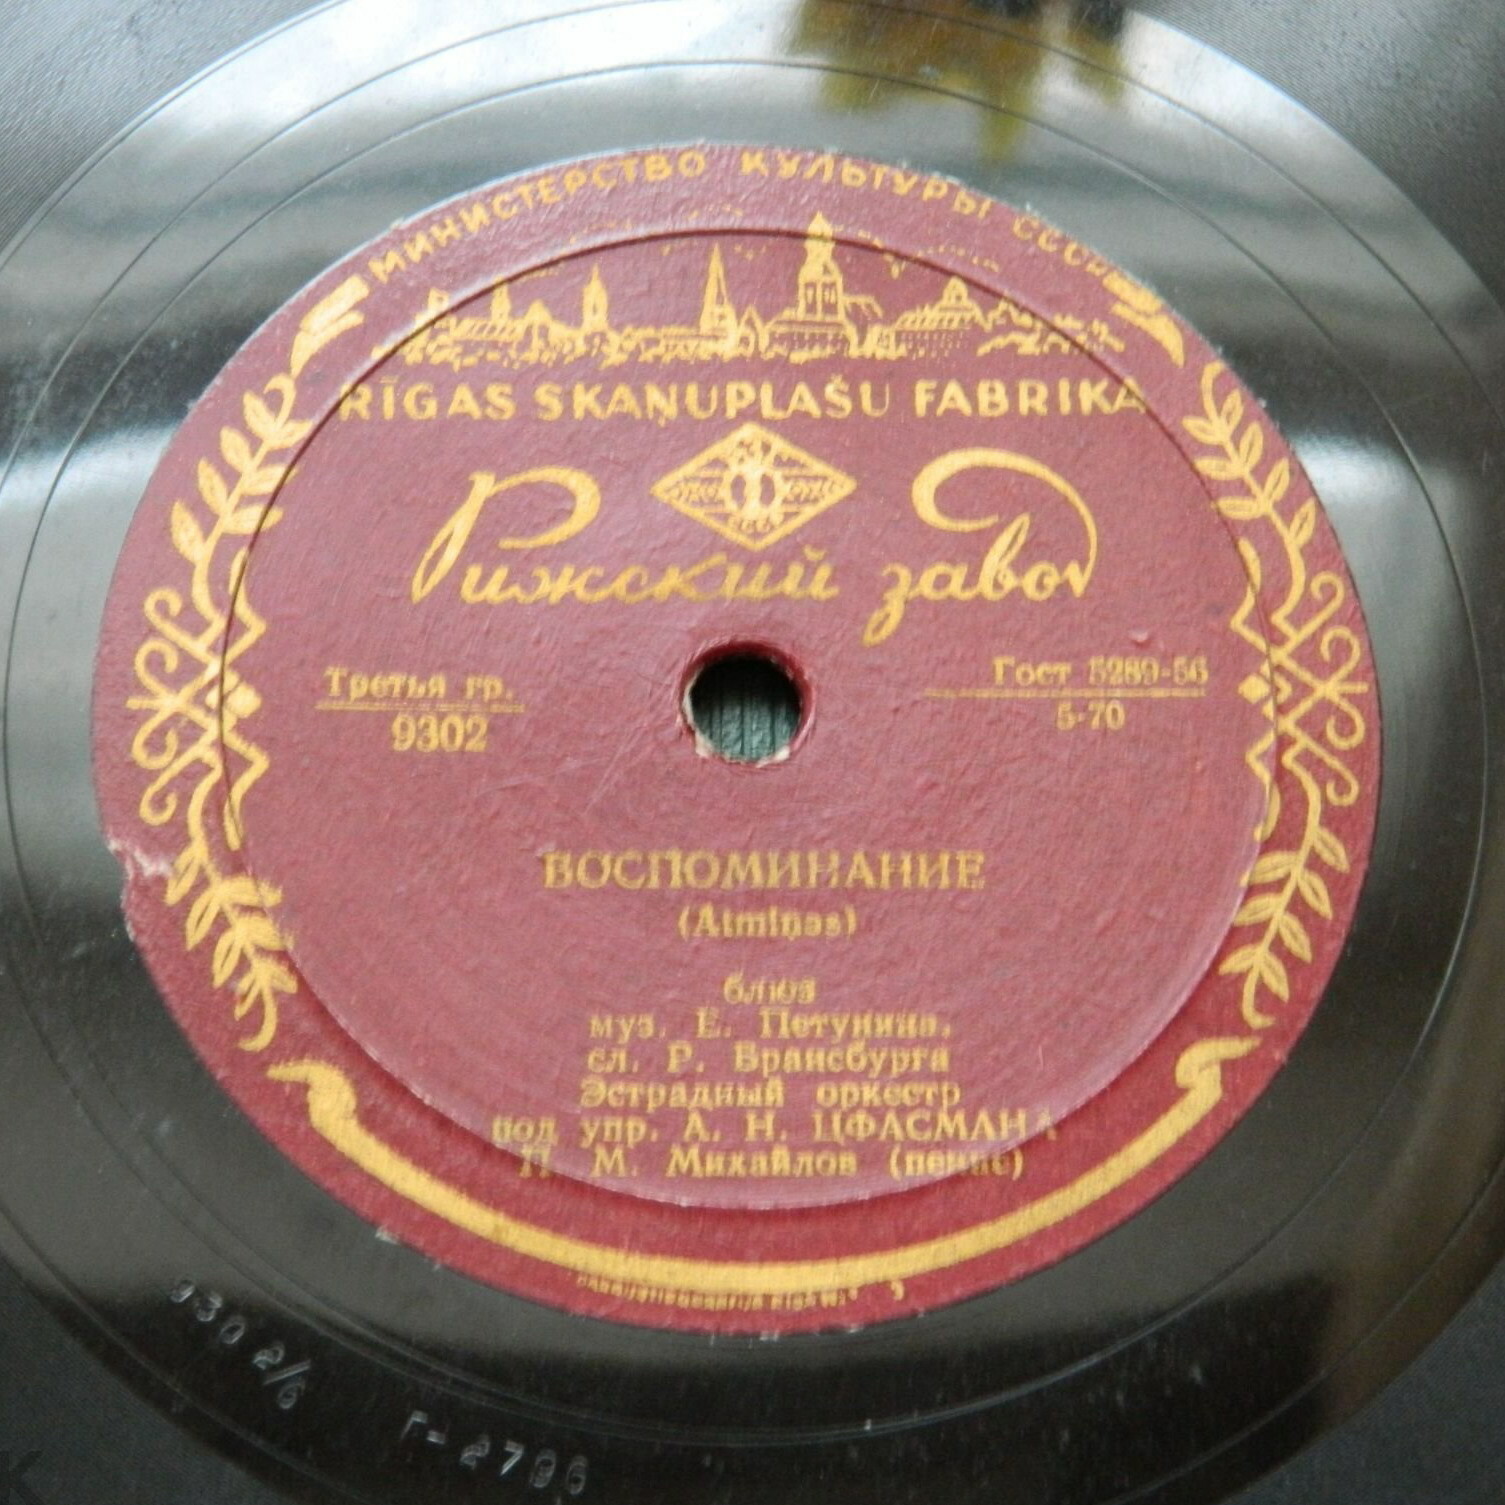 МИНИСТЕРСТВО КУЛЬТУРЫ СССР
RĪGAS SKAŅUPLAŠU FABRIKA
Рижский завод
Третья гр.
9302
Гост 5289-56
5-70
ВОСПОМИНАНИЕ
(Atmiņas)
блюз
муз. Е. Петунина.
сл. Р. Брансбурга
Эстрадный оркестр
под упр. А. Н. ЦФАСМАНА
П. М. Михайлов (пение)
9302/6
Г-2796